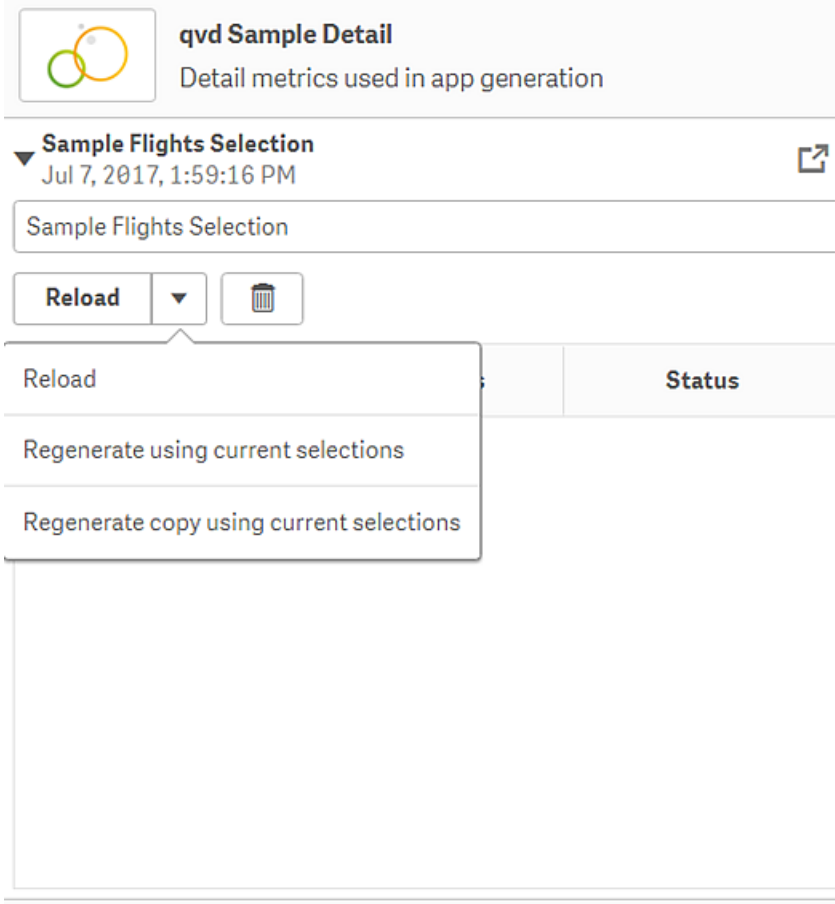 qvd Sample Detail
Detail metrics used in app generation
Sample Flights Selection
Jul 7, 2017, 1:59:16 PM
Sample Flights Selection
Reload
Reload
Status
Regenerate using current selections
Regenerate copy using current selections